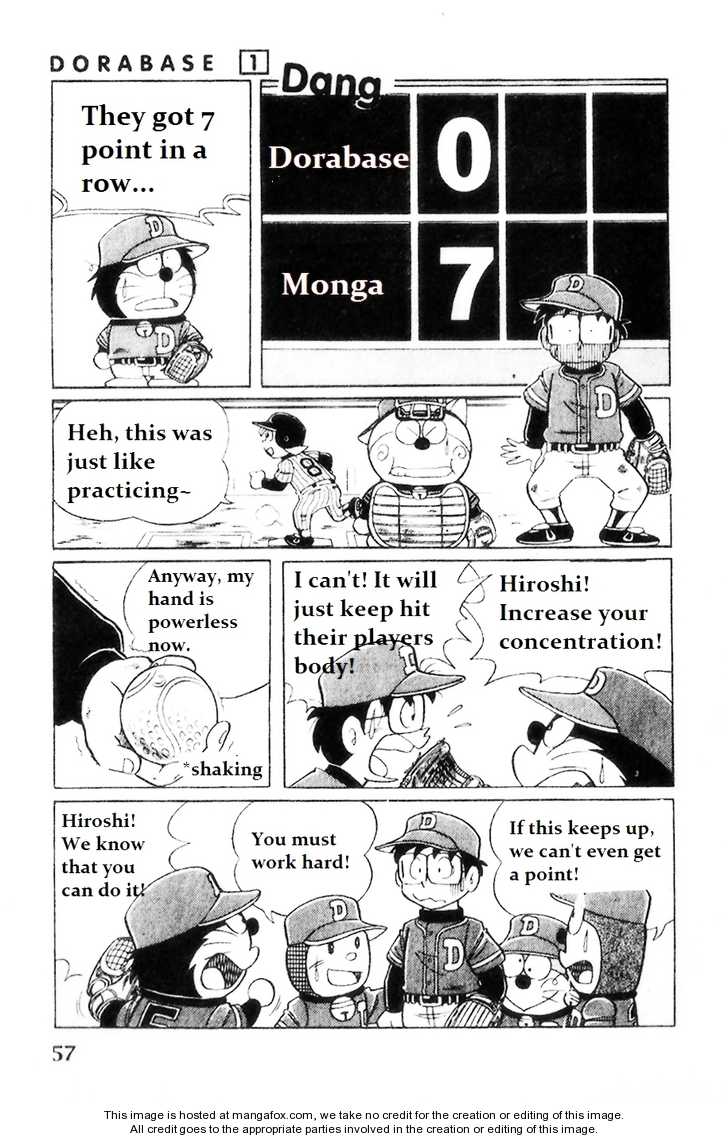 DORABASE 1
They got 7
point in a
row...
Dang
Dorabase 0
Monga 7
D
D
D
D
Heh, this was
just like
practicing~
8
Anyway, my
hand is
powerless
now.
*shaking
I can't! It will
just keep hit
their players
body!
Hiroshi!
Increase your
concentration!
D
D
Hiroshi!
We know
that you
can do it!
You must
work hard!
If this keeps up,
we can't even get
a point!
D
D
D
D
D
57
This image is hosted at mangafox.com, we take no credit for the creation or editing of this image.
All credit goes to the appropriate parties involved in the creation or editing of this image.